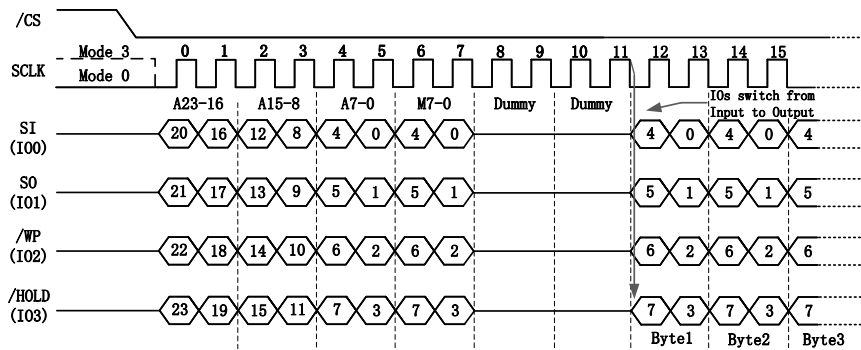 /CS
Mode 3 0 1 2 3 4 5 6 7 8 9 10 11 12 13 14 15
SCLK
Mode 0
A23-16 A15-8 A7-0 M7-0 Dummy Dummy
IOs switch from
Input to Output
SI
(IO0)
20 16 12 8 4 0 4 0 4 0 4 0 4
SO
(IO1)
21 17 13 9 5 1 5 1 5 1 5 1 5
/WP
(IO2)
22 18 14 10 6 2 6 2 6 2 6 2 6
/HOLD
(IO3)
23 19 15 11 7 3 7 3 7 3 7 3 7
Byte1 Byte2 Byte3